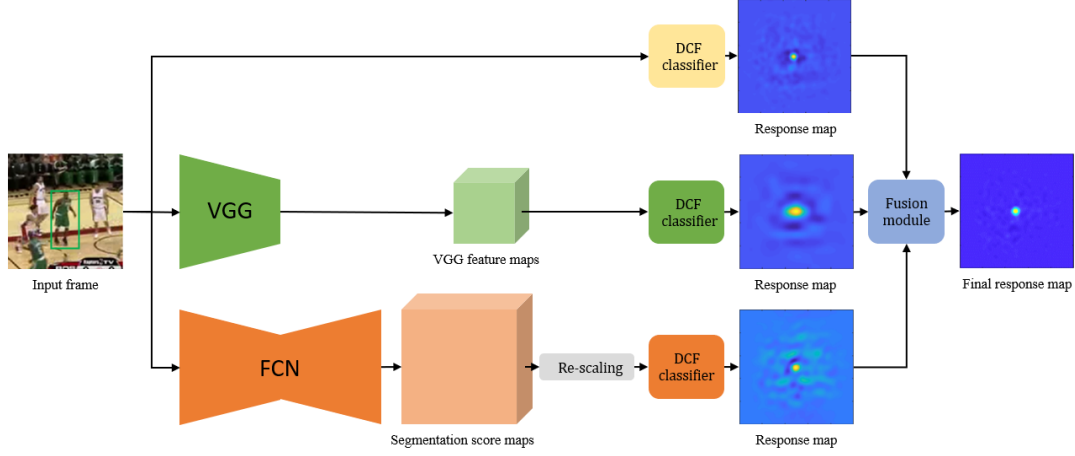 DCF
classifier
Response map
VGG
VGG feature maps
DCF
classifier
Response map
Fusion
module
Input frame
Final response map
FCN
Segmentation score maps
Re-scaling
DCF
classifier
Response map